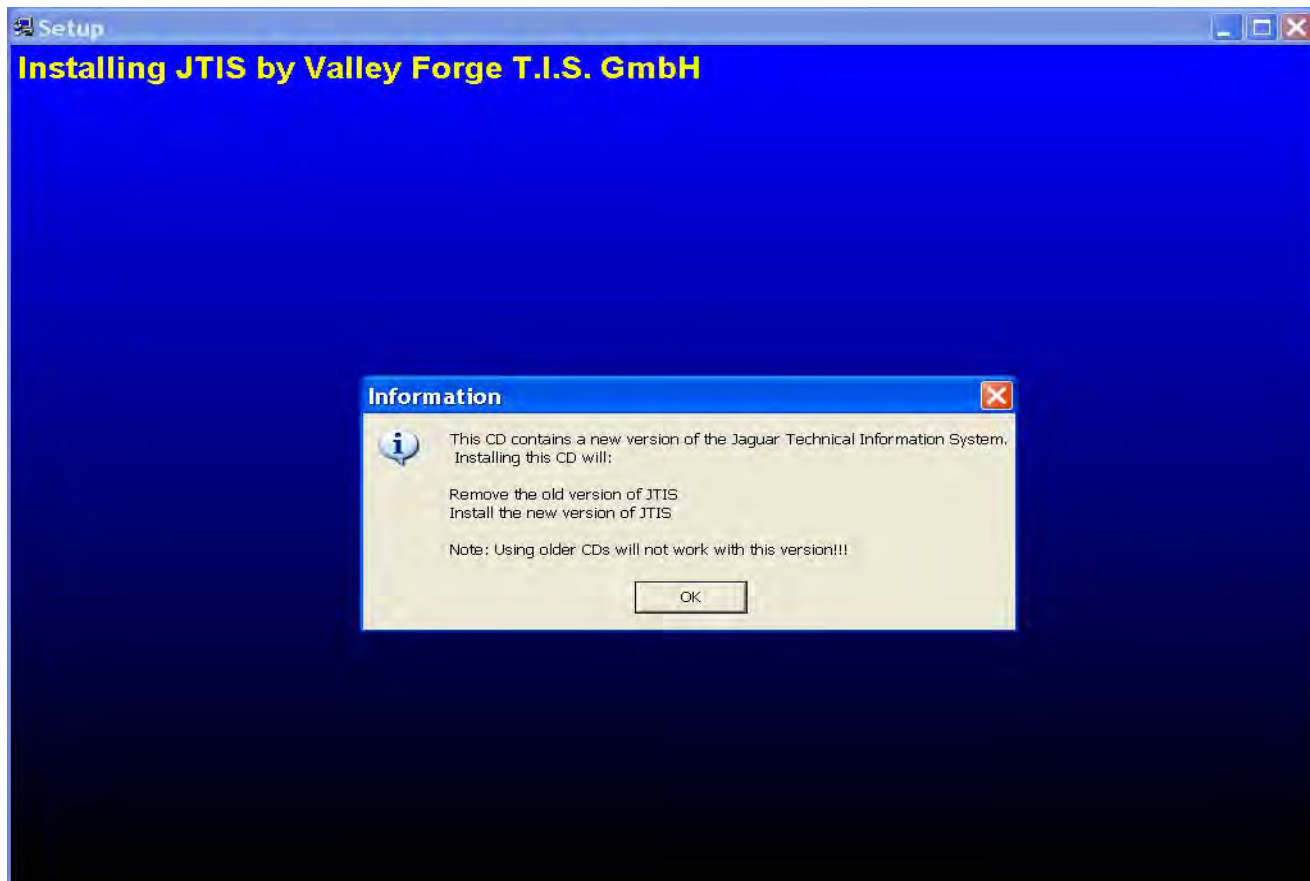 Setup
Installing JTIS by Valley Forge T.I.S. GmbH
Information
This CD contains a new version of the Jaguar Technical Information System.
Installing this CD will:
Remove the old version of JTIS
Install the new version of JTIS
Note: Using older CDs will not work with this version!!!
OK